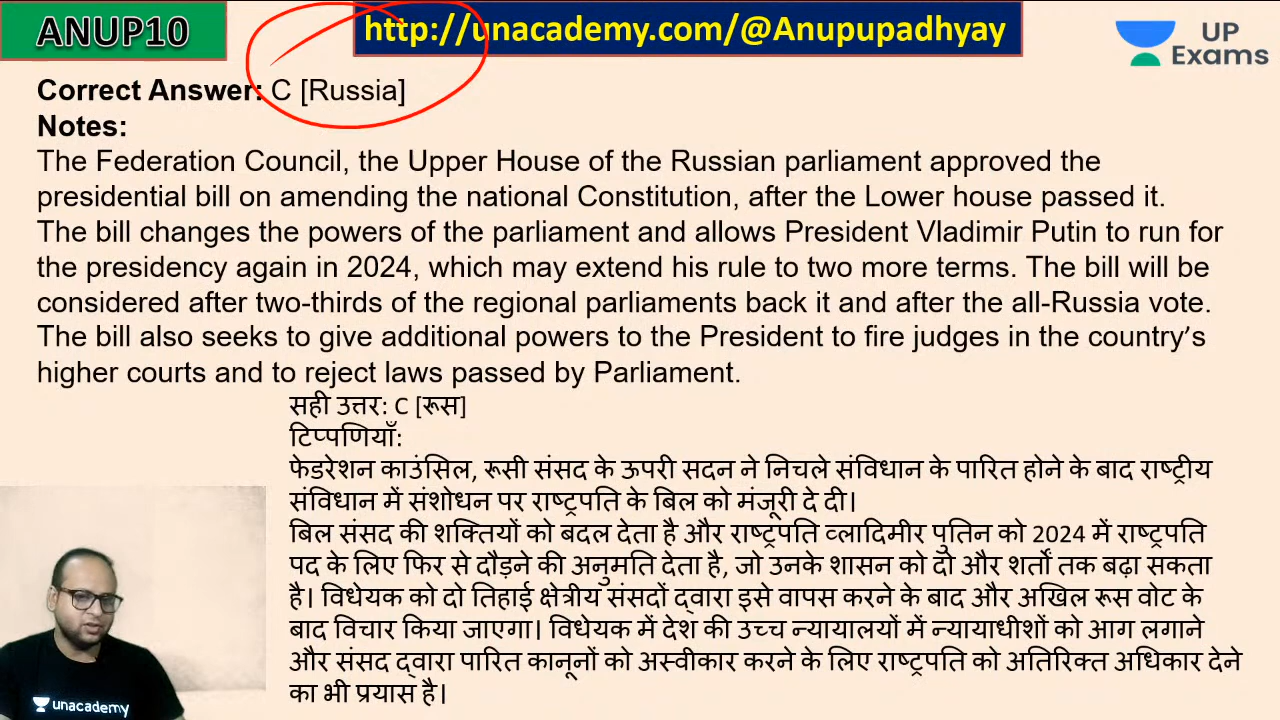 ANUP10
http://unacademy.com/@Anupupadhyay
UP
Exams
Correct Answer: C [Russia]
Notes:
The Federation Council, the Upper House of the Russian parliament approved the
presidential bill on amending the national Constitution, after the Lower house passed it.
The bill changes the powers of the parliament and allows President Vladimir Putin to run for
the presidency again in 2024, which may extend his rule to two more terms. The bill will be
considered after two-thirds of the regional parliaments back it and after the all-Russia vote.
The bill also seeks to give additional powers to the President to fire judges in the country’s
higher courts and to reject laws passed by Parliament.
सही उत्तर: C [रूस]
टिप्पणियाँ:
फेडरेशन काउंसिल, रूसी संसद के ऊपरी सदन ने निचले संविधान के पारित होने के बाद राष्ट्रीय
संविधान में संशोधन पर राष्ट्रपति के बिल को मंजूरी दे दी।
बिल संसद की शक्तियों को बदल देता है और राष्ट्रपति व्लादिमीर पुतिन को 2024 में राष्ट्रपति
पद के लिए फिर से दौड़ने की अनुमति देता है, जो उनके शासन को दो और शर्तों तक बढ़ा सकता
है। विधेयक को दो तिहाई क्षेत्रीय संसदों द्वारा इसे वापस करने के बाद और अखिल रूस वोट के
बाद विचार किया जाएगा। विधेयक में देश की उच्च न्यायालयों में न्यायाधीशों को आग लगाने
और संसद द्वारा पारित कानूनों को अस्वीकार करने के लिए राष्ट्रपति को अतिरिक्त अधिकार देने
का भी प्रयास है।
unacademy